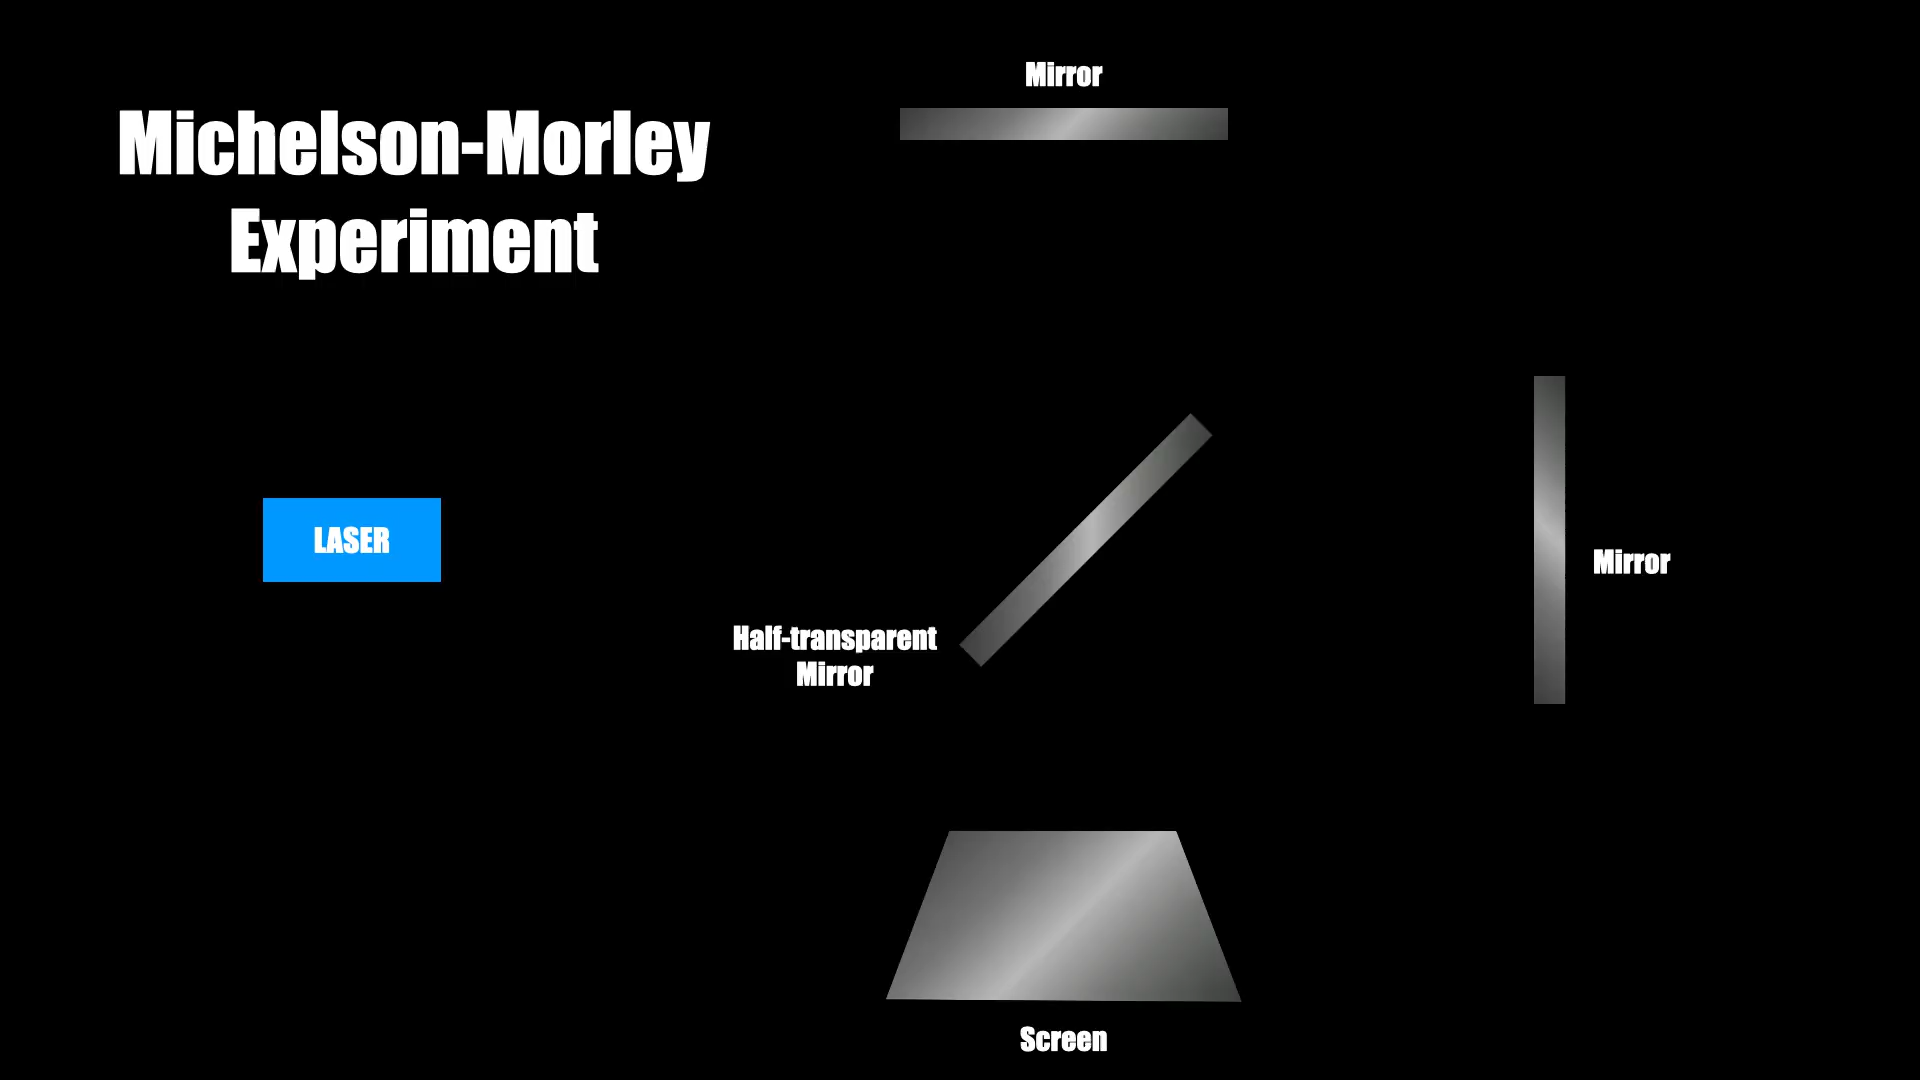 Michelson-Morley
Experiment
Mirror
LASER
Mirror
Half-transparent
Mirror
Screen